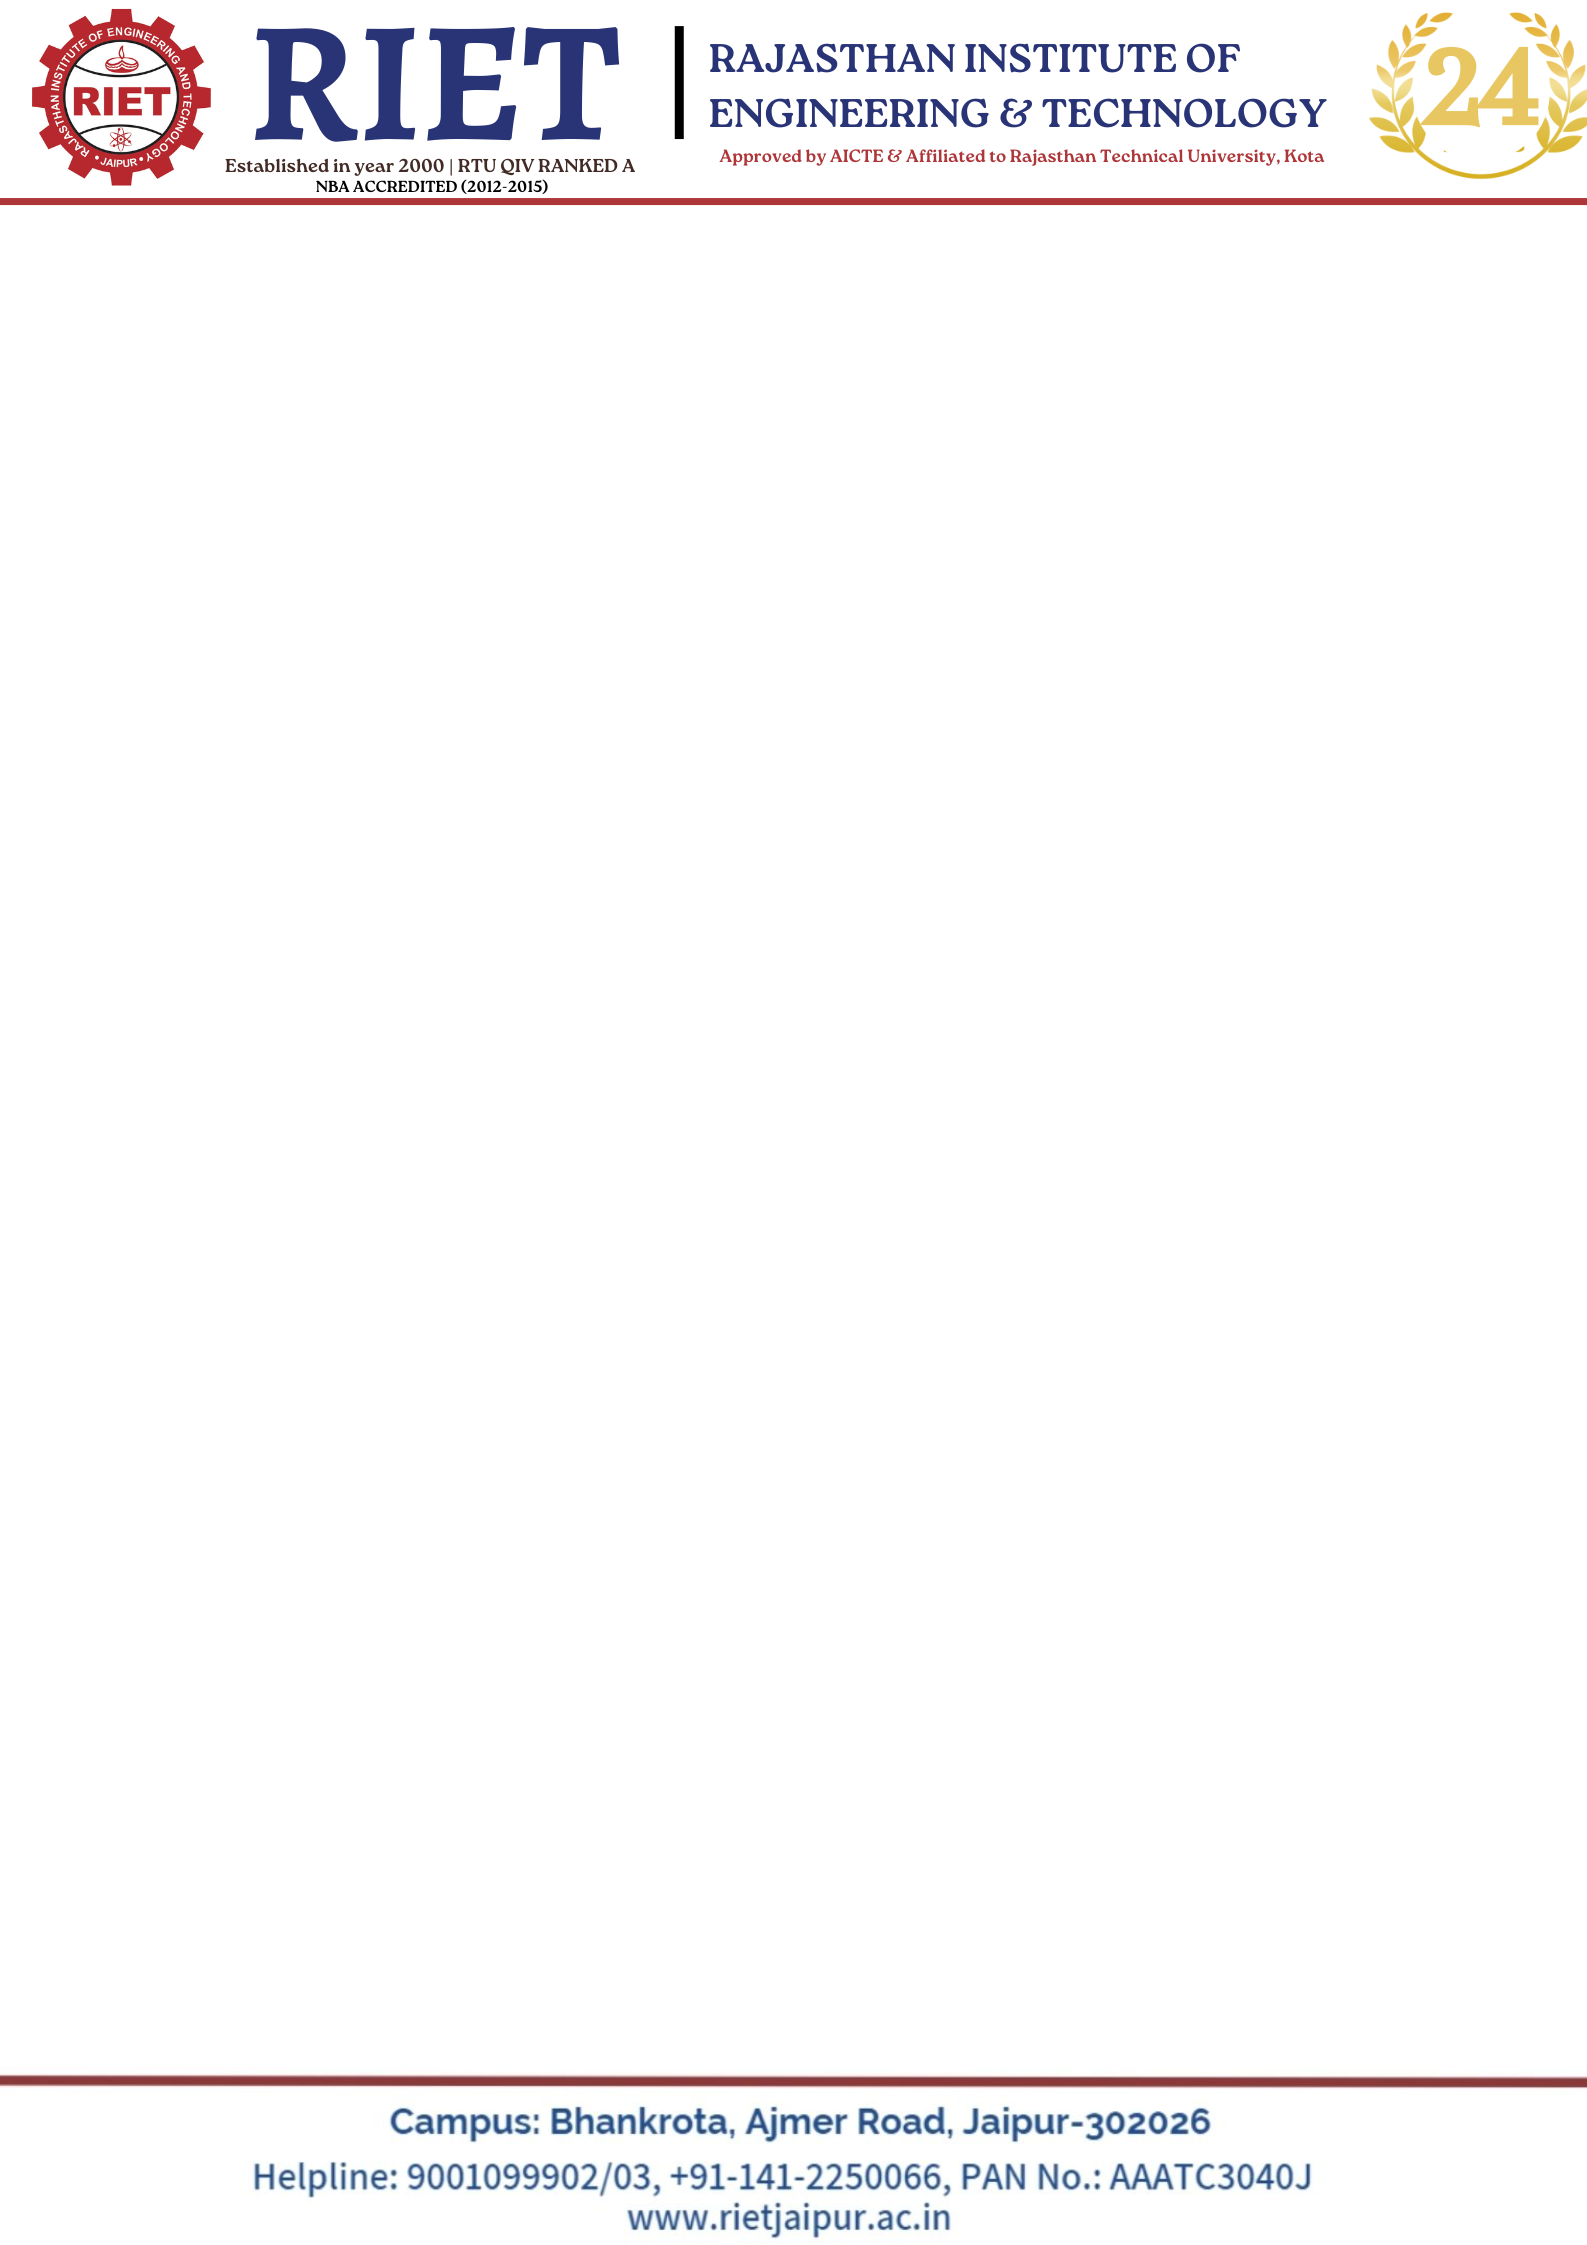 RAJASTHAN INSTITUTE OF ENGINEERING AND TECHNOLOGY
RIET
• JAIPUR •
RIET
Established in year 2000 | RTU QIV RANKED A
NBA ACCREDITED (2012-2015)
RAJASTHAN INSTITUTE OF
ENGINEERING & TECHNOLOGY
Approved by AICTE & Affiliated to Rajasthan Technical University, Kota
24
Campus: Bhankrota, Ajmer Road, Jaipur-302026
Helpline: 9001099902/03, +91-141-2250066, PAN No.: AAATC3040J
www.rietjaipur.ac.in